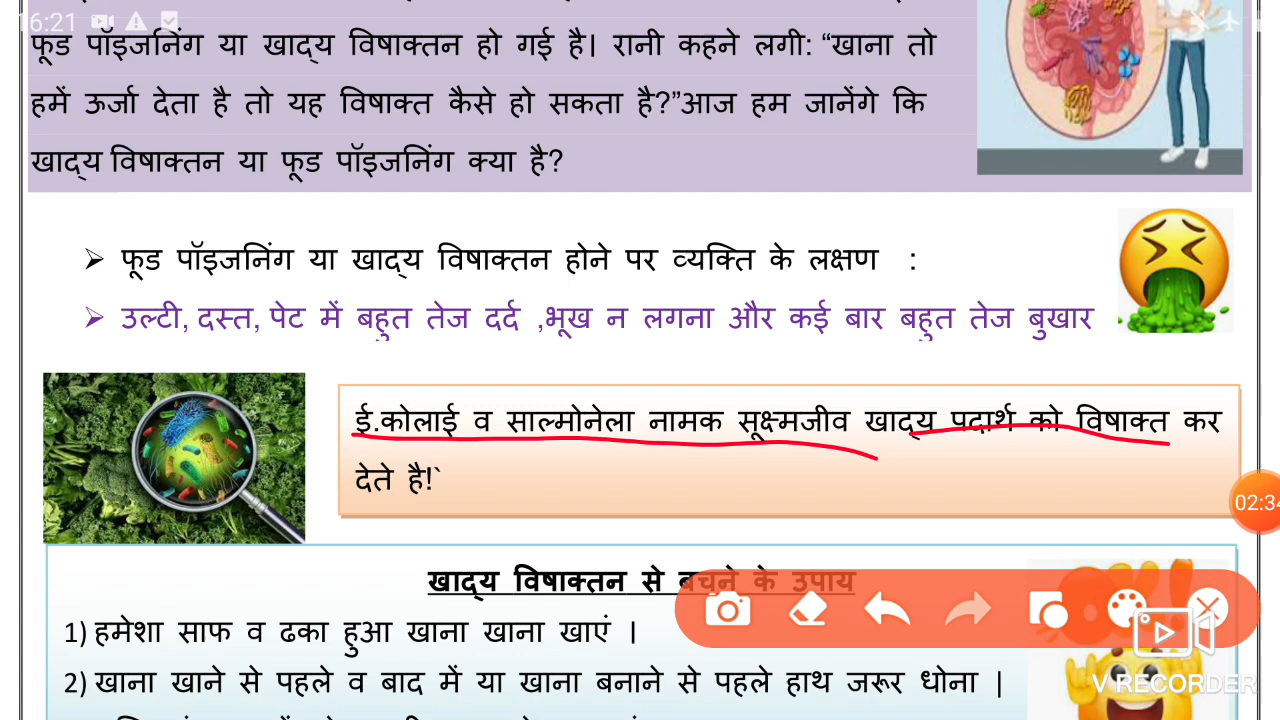 16:21
फूड पॉइजनिंग या खाद्य विषाक्तन हो गई है। रानी कहने लगी: “खाना तो
हमें ऊर्जा देता है तो यह विषाक्त कैसे हो सकता है?”आज हम जानेंगे कि
खाद्य विषाक्तन या फूड पॉइजनिंग क्या है?
➢ फूड पॉइजनिंग या खाद्य विषाक्तन होने पर व्यक्ति के लक्षण :
➢ उल्टी, दस्त, पेट में बहुत तेज दर्द ,भूख न लगना और कई बार बहुत तेज बुखार
ई.कोलाई व साल्मोनेला नामक सूक्ष्मजीव खाद्य पदार्थ को विषाक्त कर
देते है!`
02:34
खाद्य विषाक्तन से बचने के उपाय
1) हमेशा साफ व ढका हुआ खाना खाना खाएं ।
2) खाना खाने से पहले व बाद में या खाना बनाने से पहले हाथ जरूर धोना |
V RECORDER